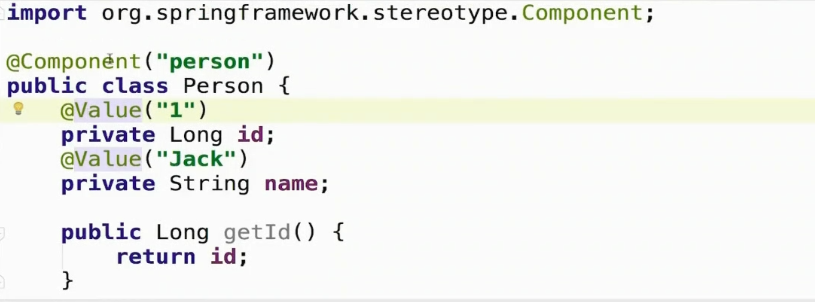 import org.springframework.stereotype.Component;
@Component("person")
public class Person {
@Value("1")
private Long id;
@Value("Jack")
private String name;
public Long getId() {
return id;
}